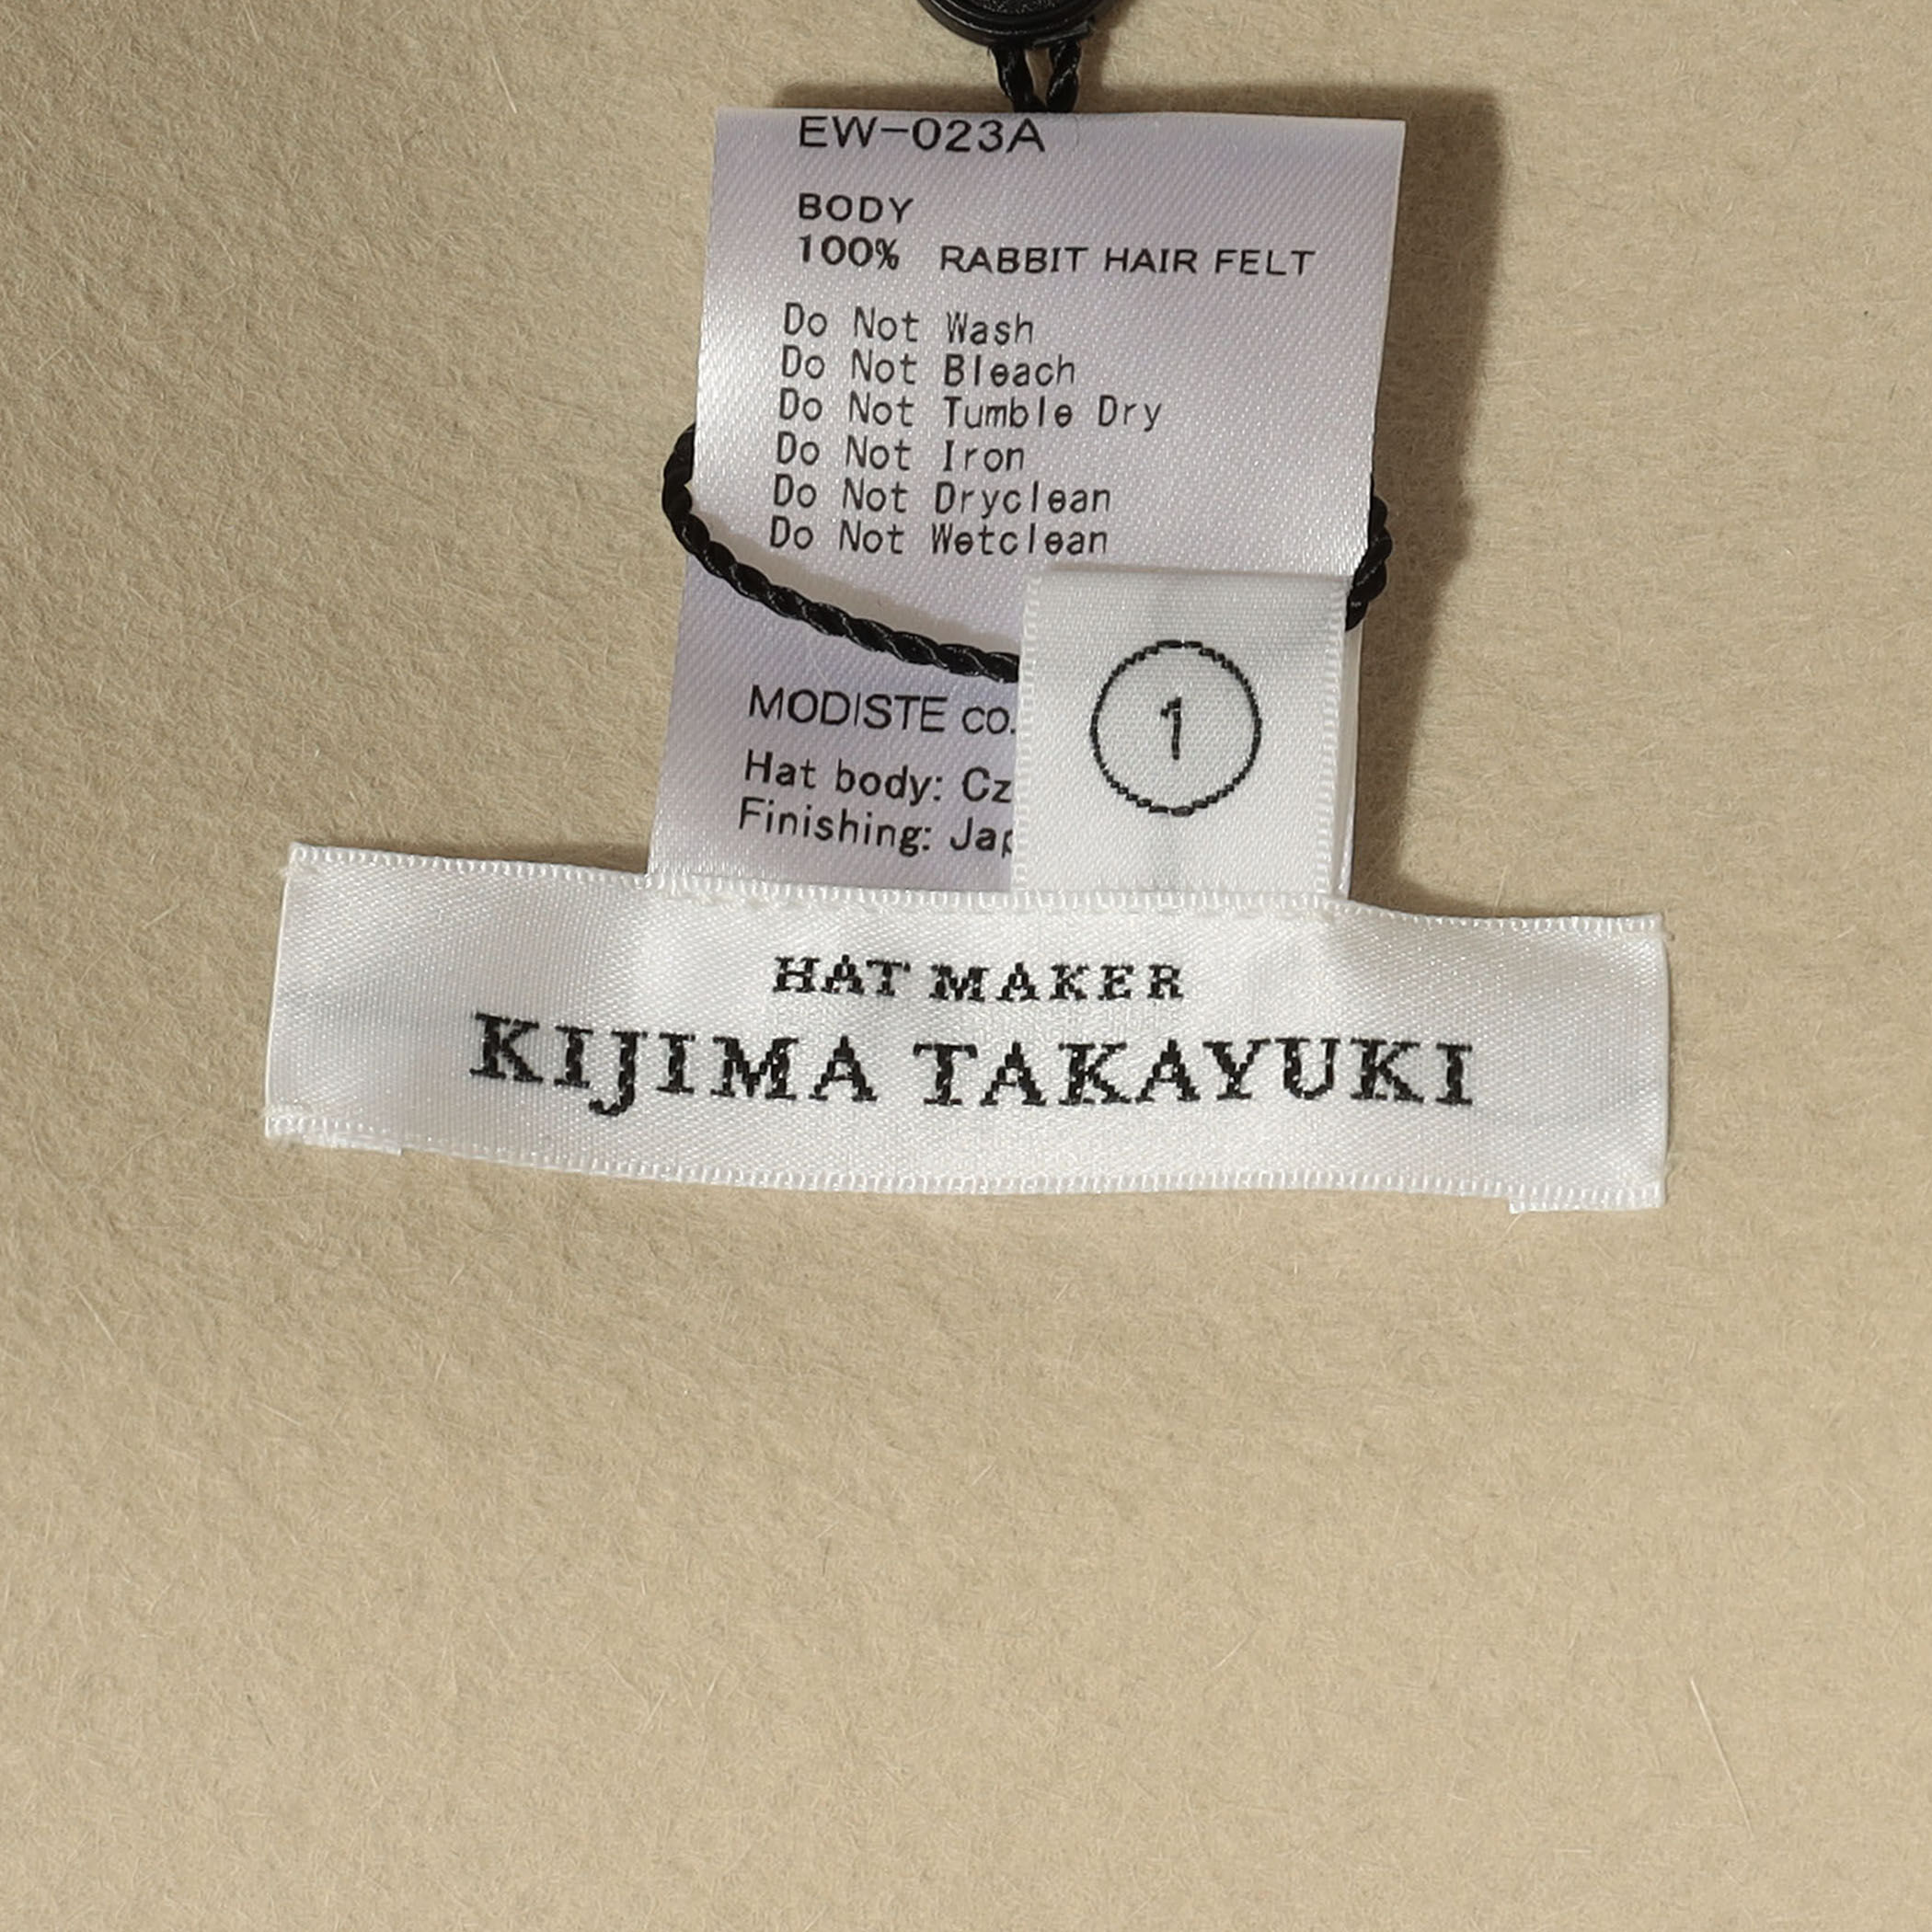 EW-023A
BODY
100% RABBIT HAIR FELT
Do Not Wash
Do Not Bleach
Do Not Tumble Dry
Do Not Iron
Do Not Dryclean
Do Not Wetclean
MODISTE CO.
Hat body:
Finishing:
1
HAT MAKER
KIJIMA TAKAYUKI